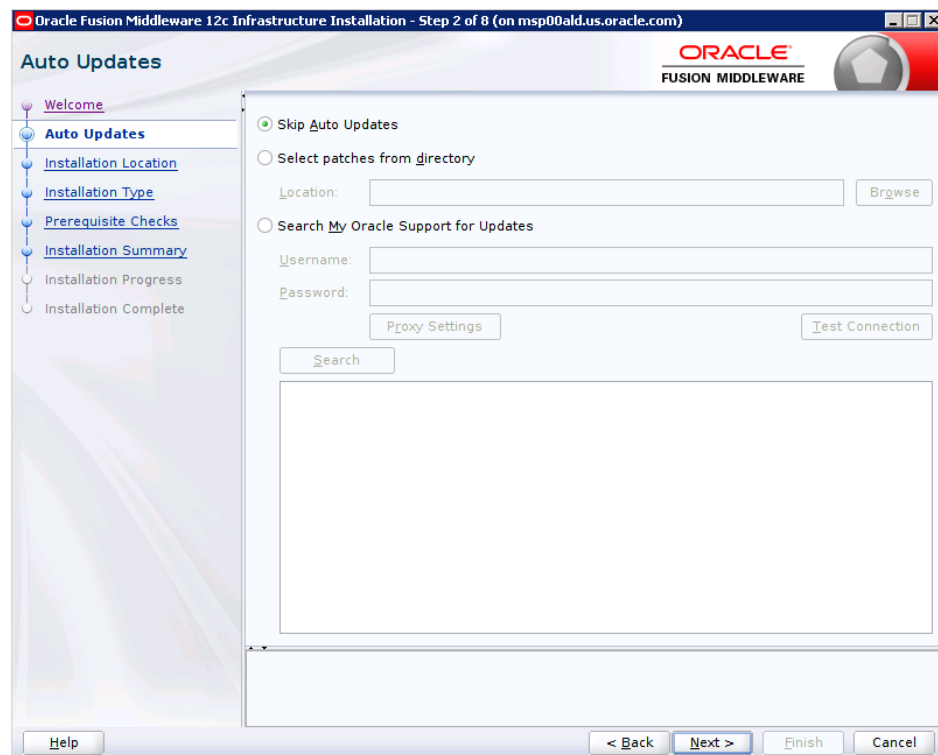 Oracle Fusion Middleware 12c Infrastructure Installation - Step 2 of 8 (on msp00ald.us.oracle.com)
Auto Updates
ORACLE
FUSION MIDDLEWARE
Welcome
Auto Updates
Installation Location
Installation Type
Prerequisite Checks
Installation Summary
Installation Progress
Installation Complete
Skip Auto Updates
Select patches from directory
Location:
Browse
Search My Oracle Support for Updates
Username:
Password:
Proxy Settings
Test Connection
Search
Help
< Back
Next >
Finish
Cancel